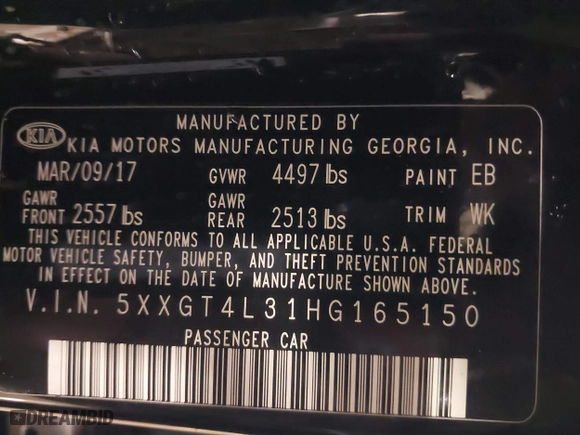 MANUFACTURED BY
KIA KIA MOTORS MANUFACTURING GEORGIA, INC.
MAR/09/17 GVWR 4497 lbs PAINT EB
GAWR FRONT 2557 lbs GAWR REAR 2513 lbs TRIM WK
THIS VEHICLE CONFORMS TO ALL APPLICABLE U.S.A. FEDERAL
MOTOR VEHICLE SAFETY, BUMPER, AND THEFT PREVENTION STANDARDS
IN EFFECT ON THE DATE OF MANUFACTURE SHOWN ABOVE.
V.I.N. 5XXGT4L31HG165150
PASSENGER CAR
DREAMBID